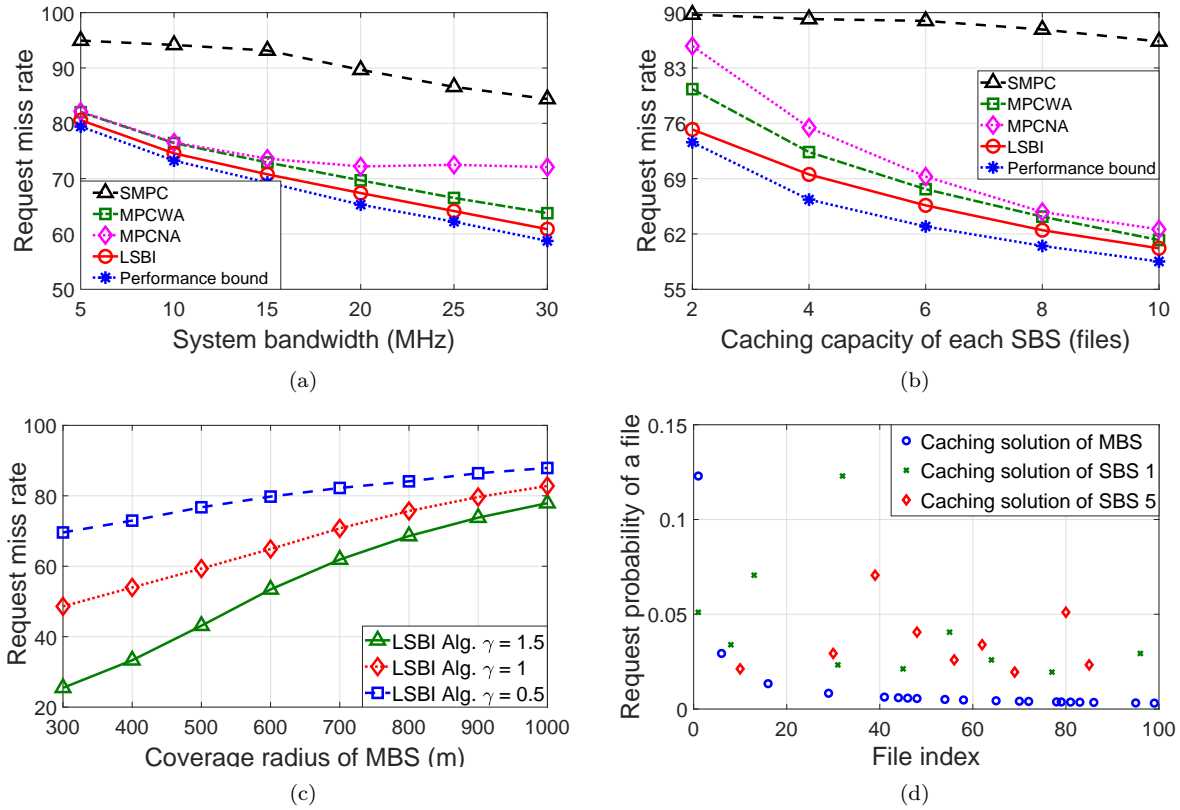 100
90
80
70
60
50
Request miss rate
SMPC
MPCWA
MPCNA
LSBI
Performance bound
5 10 15 20 25 30
System bandwidth (MHz)
(a)
90
83
76
69
62
55
Request miss rate
SMPC
MPCWA
MPCNA
LSBI
Performance bound
2 4 6 8 10
Caching capacity of each SBS (files)
(b)
100
80
60
40
20
Request miss rate
LSBI Alg. γ = 1.5
LSBI Alg. γ = 1
LSBI Alg. γ = 0.5
300 400 500 600 700 800 900 1000
Coverage radius of MBS (m)
(c)
0.15
0.1
0.05
0
Request probability of a file
Caching solution of MBS
Caching solution of SBS 1
Caching solution of SBS 5
0 20 40 60 80 100
File index
(d)